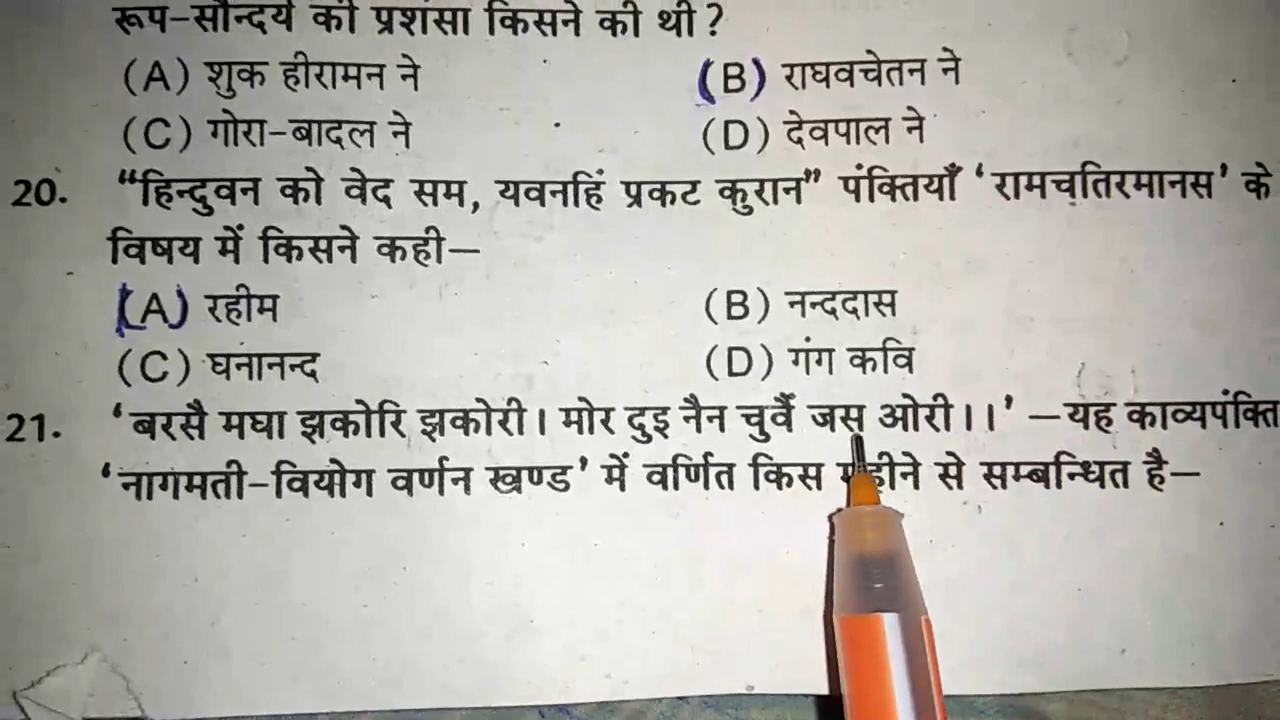 रूप-सौन्दर्य की प्रशंसा किसने की थी?
(A) शुक हीरामन ने (B) राघवचेतन ने
(C) गोरा-बादल ने (D) देवपाल ने
20. “हिन्दुवन को वेद सम, यवनहिं प्रकट कुरान” पंक्तियाँ ‘रामचतिरमानस’ के
विषय में किसने कही—
(A) रहीम (B) नन्ददास
(C) घनानन्द (D) गंग कवि
21. ‘बरसै मघा झकोरि झकोरी। मोर दुइ नैन चुवैं जस ओरी।।’ —यह काव्यपंक्ति
‘नागमती-वियोग वर्णन खण्ड’ में वर्णित किस महीने से सम्बन्धित है—